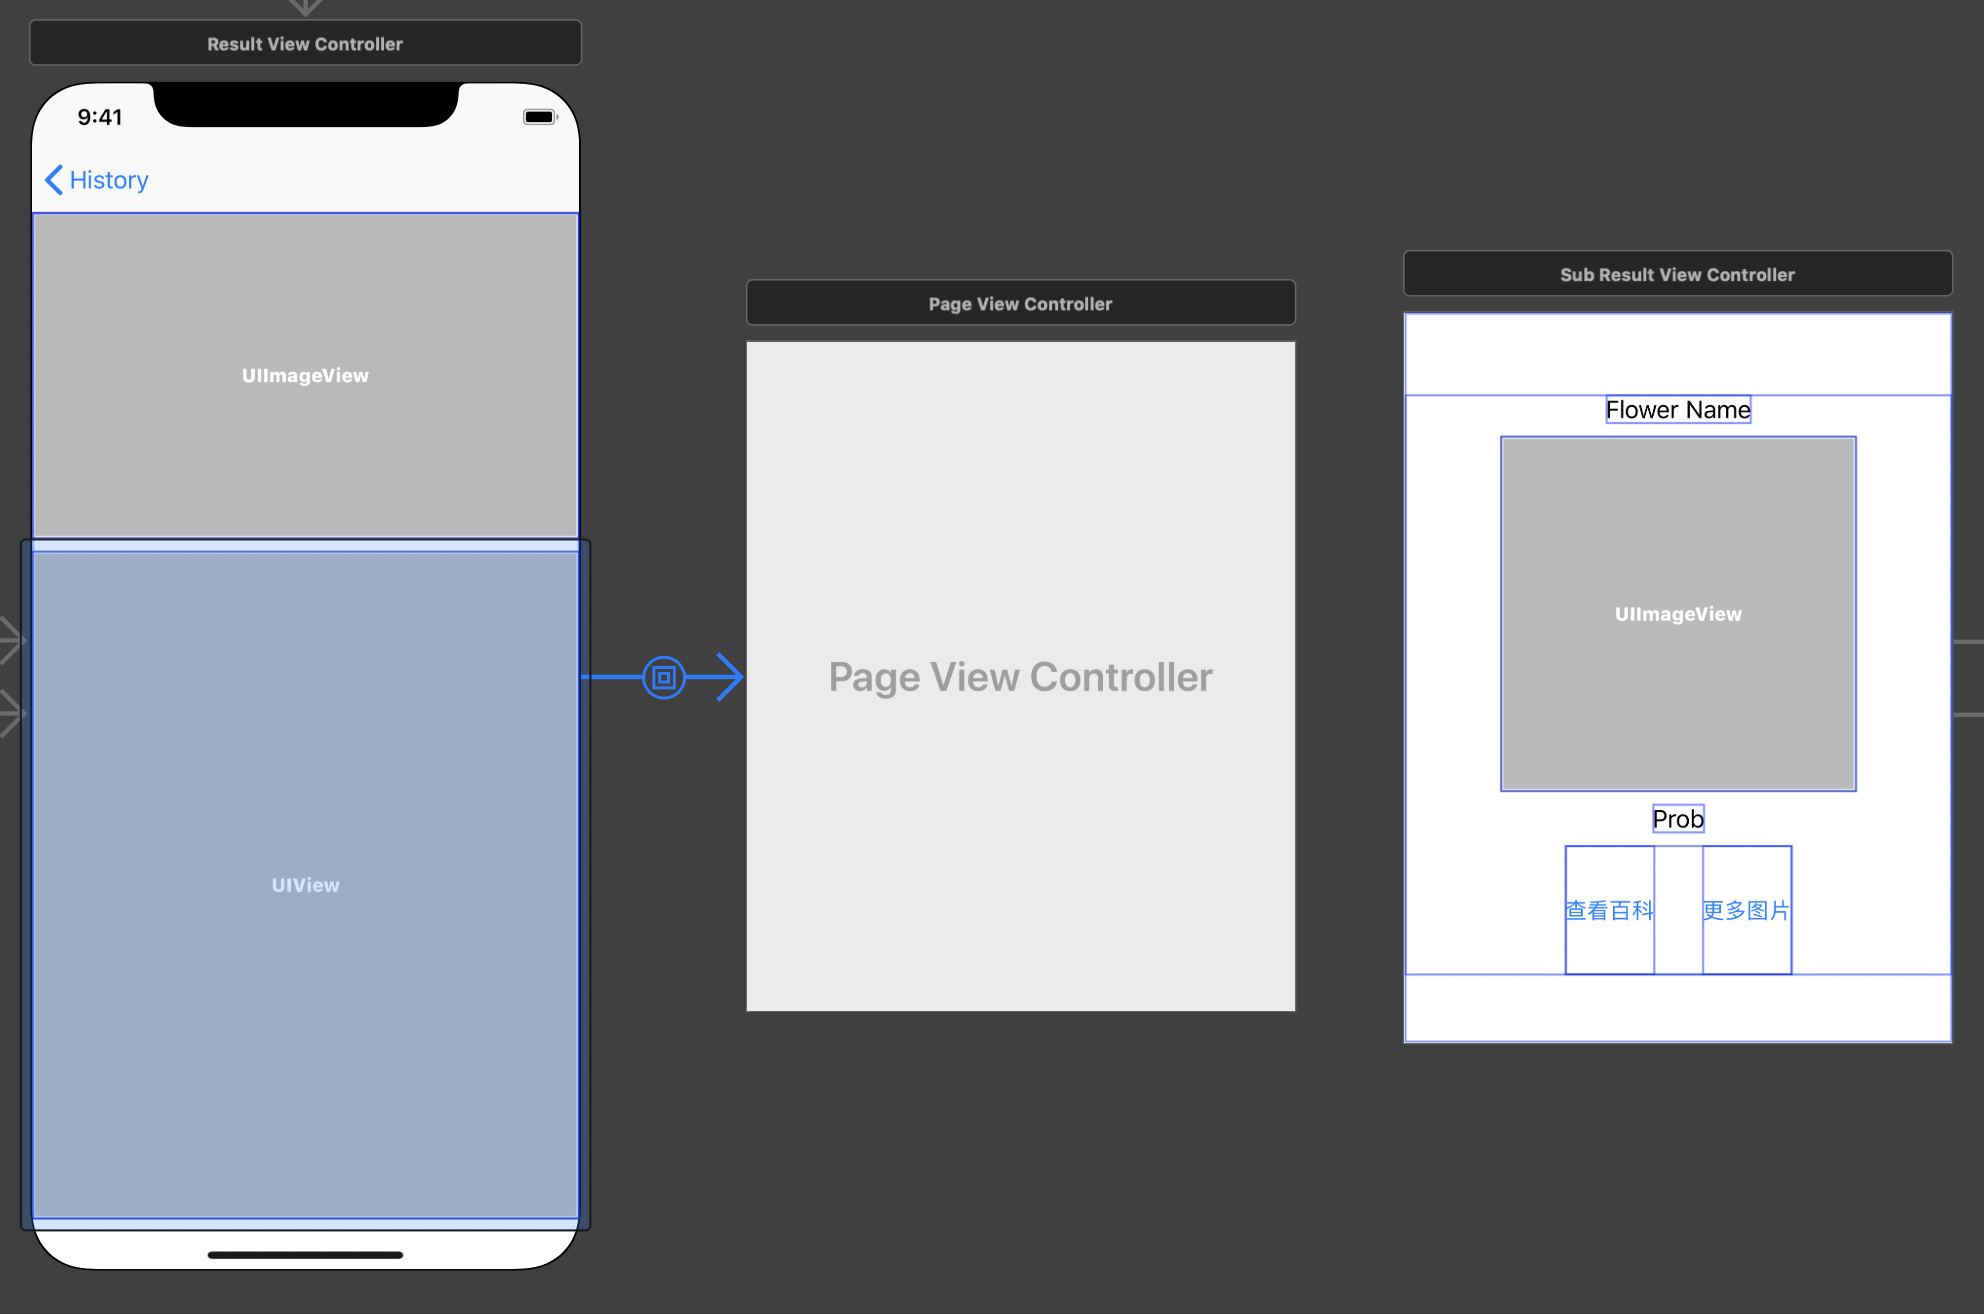 Result View Controller
9:41
History
UIImageView
UIView
Page View Controller
Page View Controller
Sub Result View Controller
Flower Name
UIImageView
Prob
查看百科
更多图片